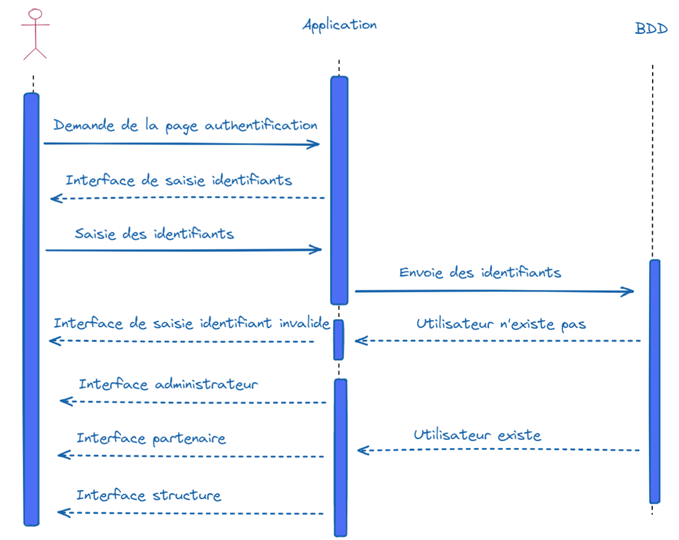 Application
BDD
Demande de la page authentification
Interface de saisie identifiants
Saisie des identifiants
Envoie des identifiants
Interface de saisie identifiant invalide
Utilisateur n'existe pas
Interface administrateur
Interface partenaire
Utilisateur existe
Interface structure